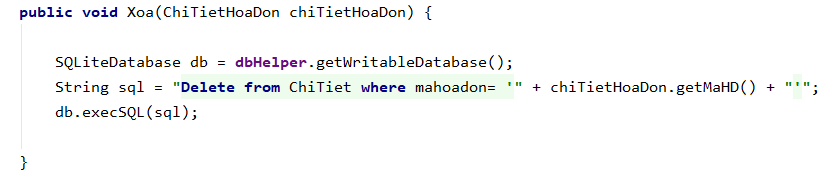 public void Xoa(ChiTietHoaDon chiTietHoaDon) {
SQLiteDatabase db = dbHelper.getWritableDatabase();
String sql = "Delete from ChiTiet where mahoadon= '" + chiTietHoaDon.getMaHD() + "'";
db.execSQL(sql);
}